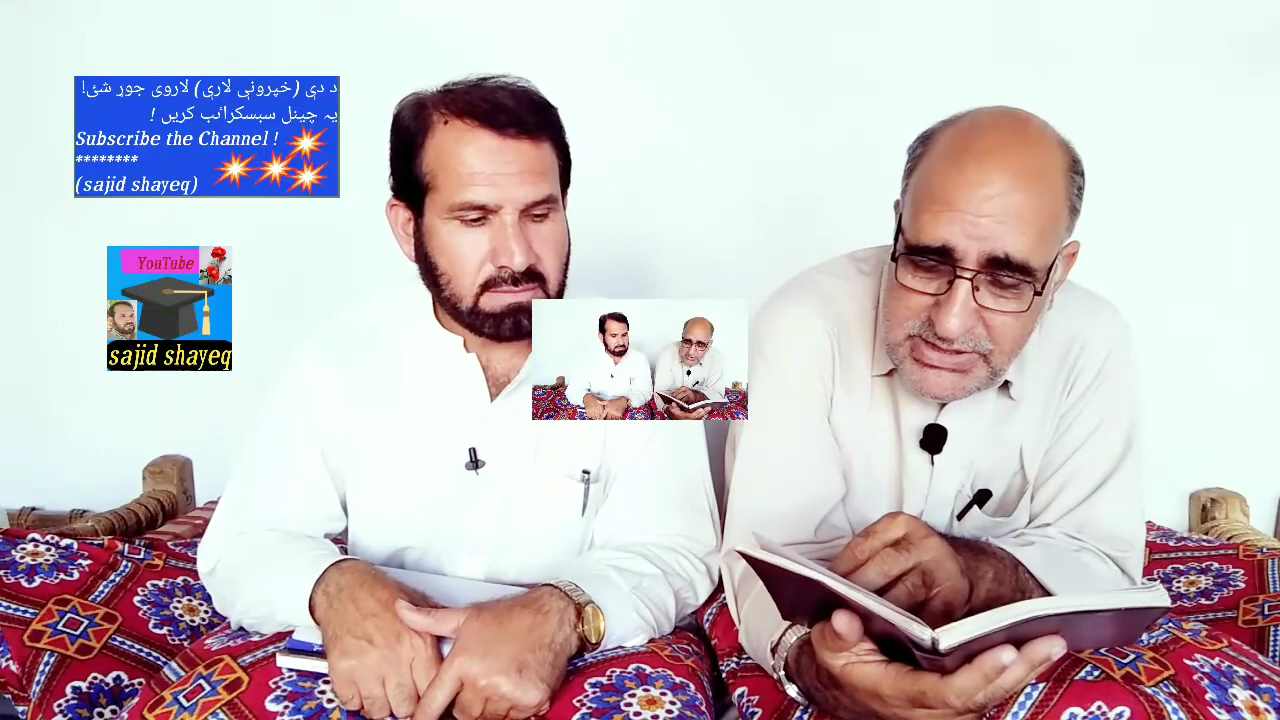 د دې (خپرونې لارې) لاروی جوړ شئ!
یہ چینل سبسکرائب کریں !
Subscribe the Channel !
********
(sajid shayeq)
YouTube
sajid shayeq